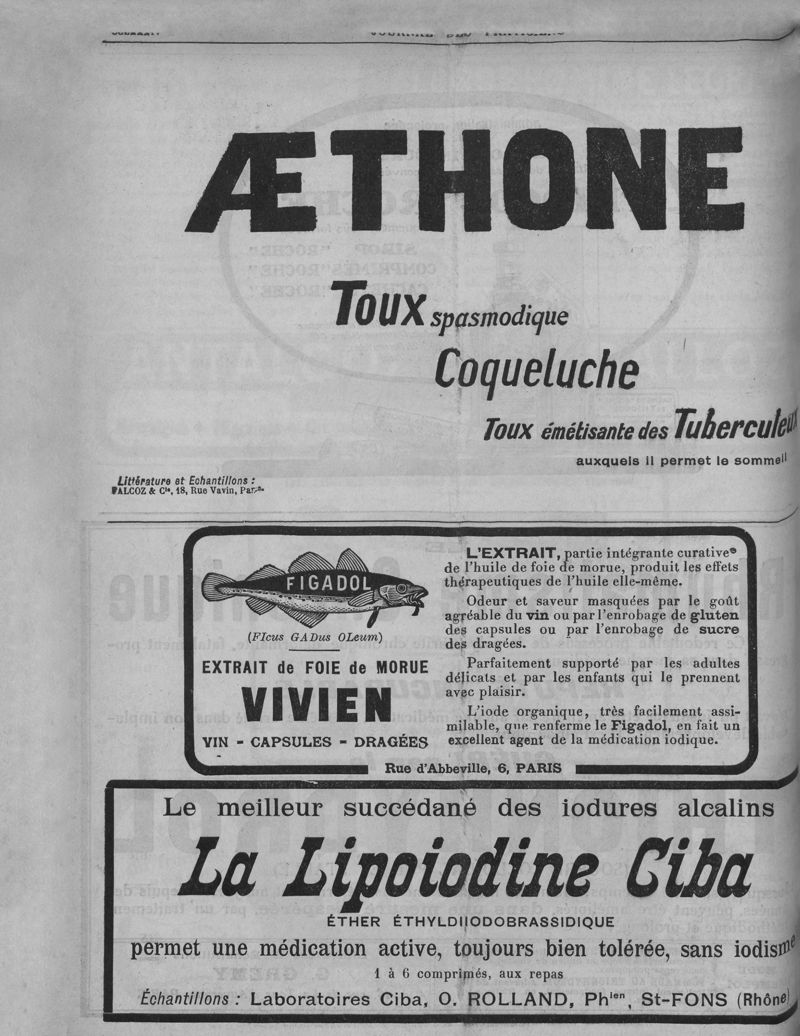 ÆTHONE
Toux spasmodique
Coqueluche
Toux émétisante des Tuberculeux
auxquels il permet le sommeil
Littérature et Echantillons :
FALCOZ & Cie, 18, Rue Vavin, Paris
FIGADOL
(FIcus GADus OLeum)
EXTRAIT de FOIE de MORUE
VIVIEN
VIN - CAPSULES - DRAGÉES
L'EXTRAIT, partie intégrante curative
de l'huile de foie de morue, produit les effets
thérapeutiques de l'huile elle-même.
Odeur et saveur masquées par le goût
agréable du vin ou par l'enrobage de gluten
des capsules ou par l'enrobage de sucre
des dragées.
Parfaitement supporté par les adultes
délicats et par les enfants qui le prennent
avec plaisir.
L'iode organique, très facilement assi-
milable, que renferme le Figadol, en fait un
excellent agent de la médication iodique.
Rue d'Abbeville, 6, PARIS
Le meilleur succédané des iodures alcalins
La Lipoiodine Ciba
ÉTHER ÉTHYLDIIODOBRASSIDIQUE
permet une médication active, toujours bien tolérée, sans iodisme
1 à 6 comprimés, aux repas
Échantillons : Laboratoires Ciba, O. ROLLAND, Phien, St-FONS (Rhône)